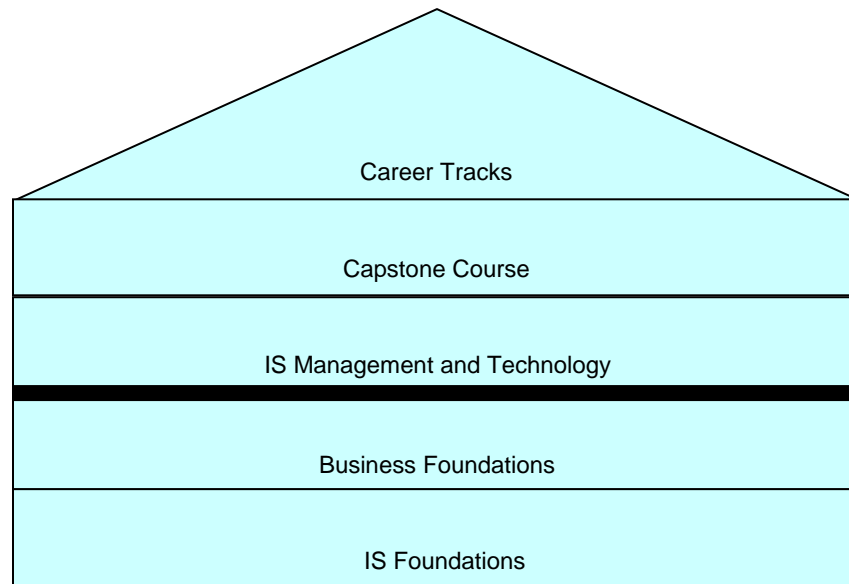 Career Tracks
Capstone Course
IS Management and Technology
Business Foundations
IS Foundations